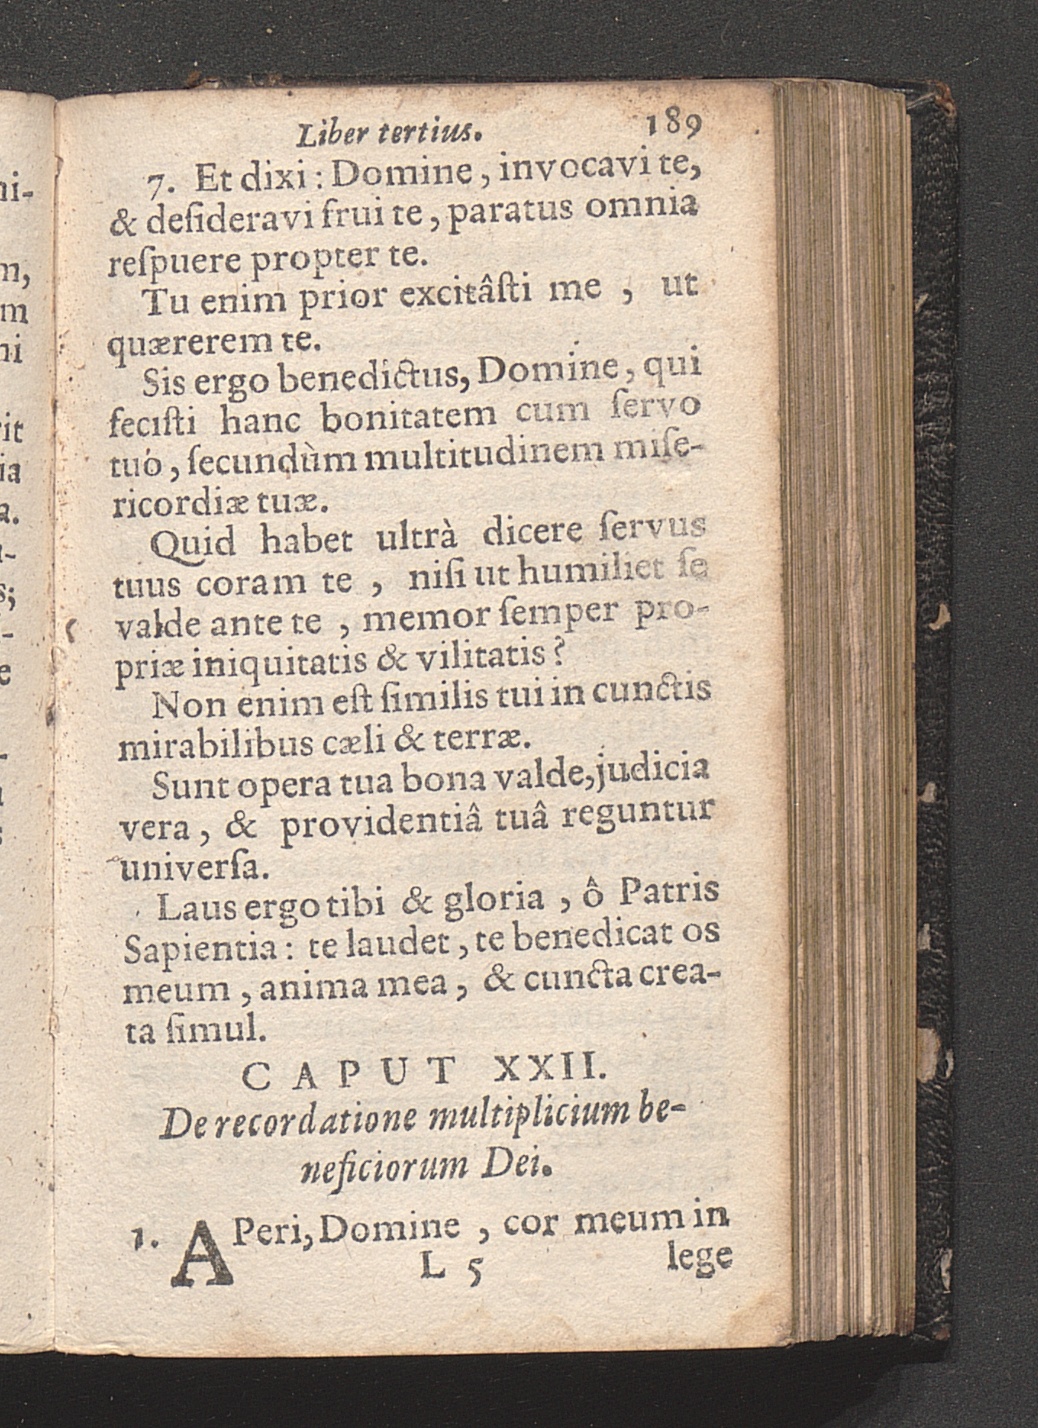 Liber tertius. 189
7. Et dixi : Domine , invocavi te,
& deſideravi frui te , paratus omnia
reſpuere propter te.
Tu enim prior excitâſti me , ut
quærerem te.
Sis ergo benedictus, Domine , qui
feciſti hanc bonitatem cum ſervo
tuo , ſecundùm multitudinem miſe-
ricordiæ tuæ.
Quid habet ultrà dicere ſervus
tuus coram te , niſi ut humiliet ſe
valde ante te , memor ſemper pro-
priæ iniquitatis & vilitatis ?
Non enim eſt ſimilis tui in cunctis
mirabilibus cæli & terræ.
Sunt opera tua bona valde,judicia
vera , & providentiâ tuâ reguntur
univerſa.
Laus ergo tibi & gloria , ô Patris
Sapientia : te laudet , te benedicat os
meum , anima mea , & cuncta crea-
ta ſimul.
CAPUT XXII.
De recordatione multiplicium be-
neficiorum Dei.
1. APeri, Domine , cor meum in
L 5 lege